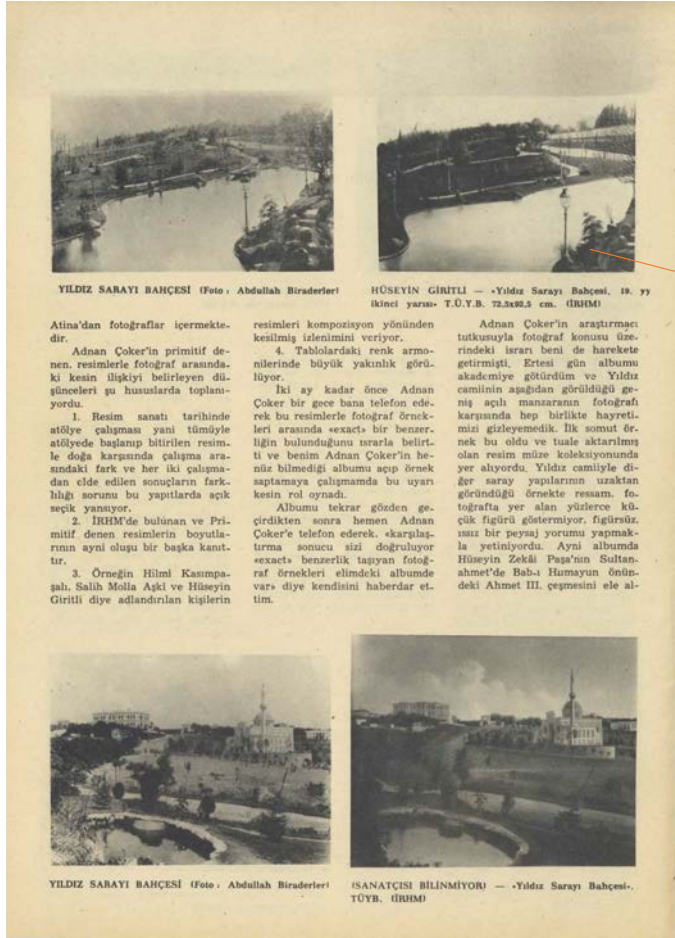 YILDIZ SARAYI BAHÇESİ (Foto : Abdullah Biraderler)
HÜSEYİN GİRİTLİ — «Yıldız Sarayı Bahçesi, 19. yy
ikinci yarısı» T.Ü.Y.B. 72,5x92,5 cm. (İRHM)
Atina'dan fotoğraflar içermekte-
dir.
Adnan Çoker'in primitif de-
nen, resimlerle fotoğraf arasında-
ki kesin ilişkiyi belirleyen dü-
şünceleri şu hususlarda toplanı-
yordu.
1. Resim sanatı tarihinde
atölye çalışması yani tümüyle
atölyede başlanıp bitirilen resim-
le doğa karşısında çalışma ara-
sındaki fark ve her iki çalışma-
dan elde edilen sonuçların fark-
lılığı sorunu bu yapıtlarda açık
seçik yansıyor.
2. İRHM'de bulunan ve Pri-
mitif denen resimlerin boyutla-
rının ayni oluşu bir başka kanıt-
tır.
3. Örneğin Hilmi Kasımpa-
şalı, Salih Molla Aşki ve Hüseyin
Giritli diye adlandırılan kişilerin
resimleri kompozisyon yönünden
kesilmiş izlenimini veriyor.
4. Tablolardaki renk armo-
nilerinde büyük yakınlık görü-
lüyor.
İki ay kadar önce Adnan
Çoker bir gece bana telefon ede-
rek bu resimlerle fotoğraf örnek-
leri arasında «exact» bir benzer-
liğin bulunduğunu ısrarla belirt-
ti ve benim Adnan Çoker'in he-
nüz bilmediği albumu açıp örnek
saptamaya çalışmamda bu uyarı
kesin rol oynadı.
Albumu tekrar gözden ge-
çirdikten sonra hemen Adnan
Çoker'e telefon ederek, «karşılaş-
tırma sonucu sizi doğruluyor
«exact» benzerlik taşıyan fotoğ-
raf örnekleri elimdeki albumde
var» diye kendisini haberdar et-
tim.
Adnan Çoker'in araştırmacı
tutkusuyla fotoğraf konusu üze-
rindeki ısrarı beni de harekete
getirmişti. Ertesi gün albumu
akademiye götürdüm ve Yıldız
camiinin aşağıdan görüldüğü ge-
niş açılı manzaranın fotoğrafı
karşısında hep birlikte hayreti-
mizi gizleyemedik. İlk somut ör-
nek bu oldu ve tuale aktarılmış
olan resim müze koleksiyonunda
yer alıyordu. Yıldız camiiyle di-
ğer saray yapılarının uzaktan
göründüğü örnekte ressam, fo-
toğrafta yer alan yüzlerce kü-
çük figürü göstermiyor, figürsüz,
ıssız bir peysaj yorumu yapmak-
la yetiniyordu. Ayni albumda
Hüseyin Zekâi Paşa'nın Sultan-
ahmet'de Bab-ı Humayun önün-
deki Ahmet III. çeşmesini ele al-
YILDIZ SARAYI BAHÇESİ (Foto : Abdullah Biraderler)
(SANATÇISI BİLİNMİYOR) — «Yıldız Sarayı Bahçesi»,
TÜYB. (İRHM)